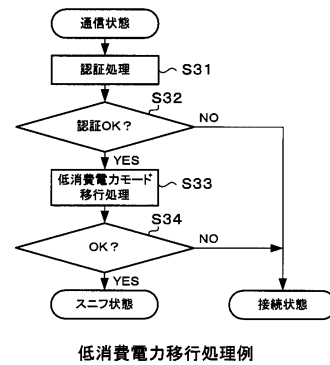 通信状態
認証処理
S31
S32
認証OK?
NO
YES
低消費電力モード
移行処理
S33
S34
OK?
NO
YES
スニフ状態
接続状態
低消費電力移行処理例